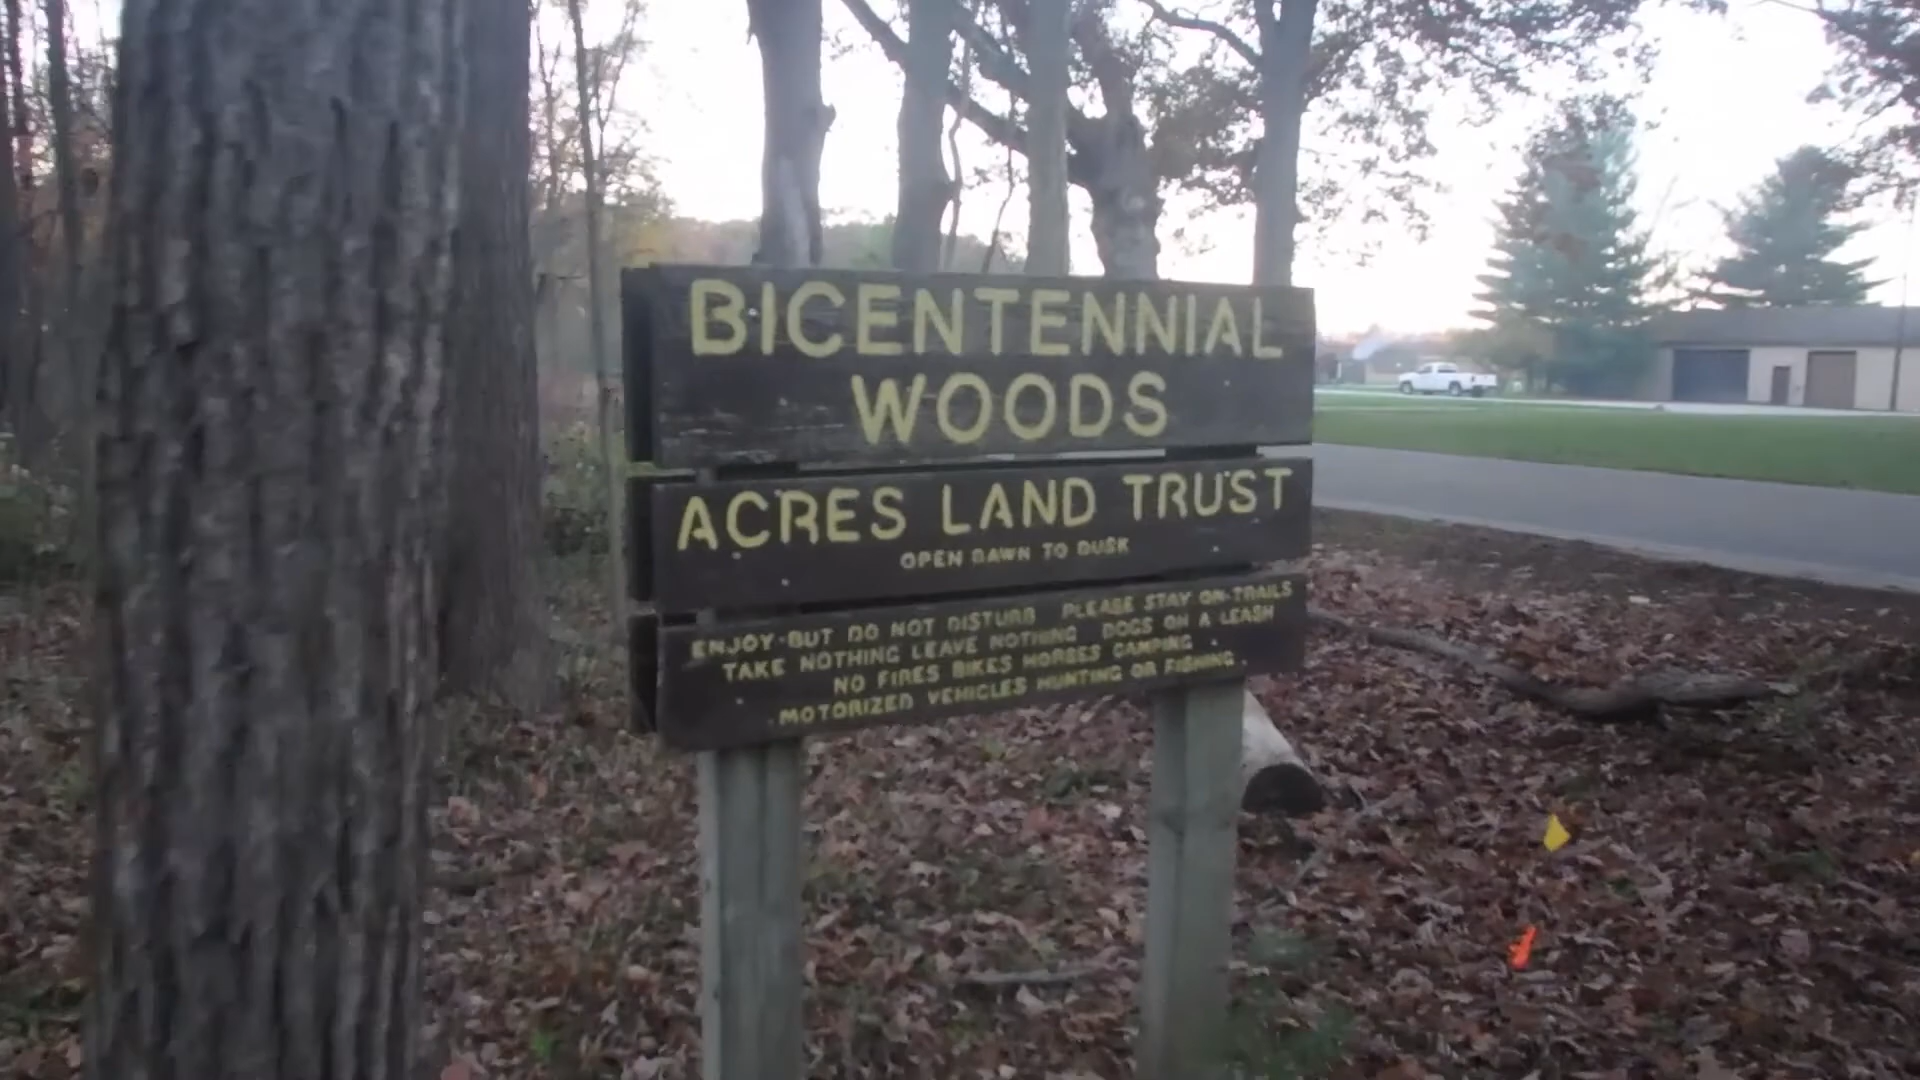 BICENTENNIAL
WOODS
ACRES LAND TRUST
OPEN DAWN TO DUSK
ENJOY-BUT DO NOT DISTURB PLEASE STAY ON TRAILS
TAKE NOTHING LEAVE NOTHING DOGS ON A LEASH
NO FIRES BIKES HORSES CAMPING
MOTORIZED VEHICLES HUNTING OR FISHING